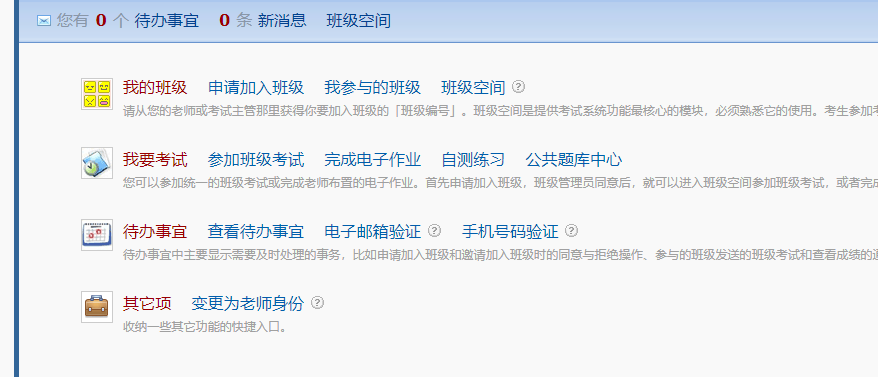 您有 0 个 待办事宜 0 条 新消息 班级空间
我的班级 申请加入班级 我参与的班级 班级空间 ?
请从您的老师或考试主管那里获得你要加入班级的「班级编号」。班级空间是提供考试系统功能最核心的模块，必须熟悉它的使用。考生参加考
我要考试 参加班级考试 完成电子作业 自测练习 公共题库中心
您可以参加统一的班级考试或完成老师布置的电子作业。首先申请加入班级，班级管理员同意后，就可以进入班级空间参加班级考试，或者完成
待办事宜 查看待办事宜 电子邮箱验证 ? 手机号码验证 ?
待办事宜中主要显示需要及时处理的事务，比如申请加入班级和邀请加入班级时的同意与拒绝操作、参与的班级发送的班级考试和查看成绩的通
其它项 变更为老师身份 ?
收纳一些其它功能的快捷入口。